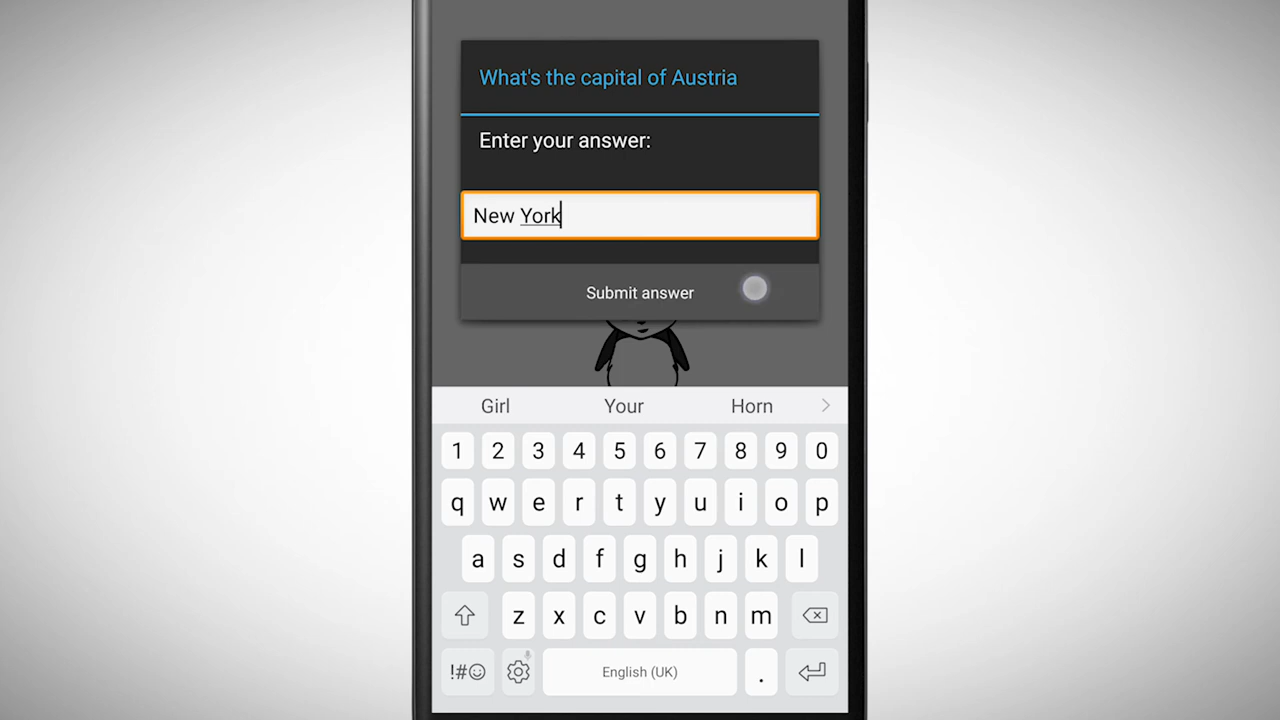 What's the capital of Austria
Enter your answer:
New York
Submit answer
Girl Your Horn
1 2 3 4 5 6 7 8 9 0
q w e r t y u i o p
a s d f g h j k l
z x c v b n m
!#☺ English (UK) .